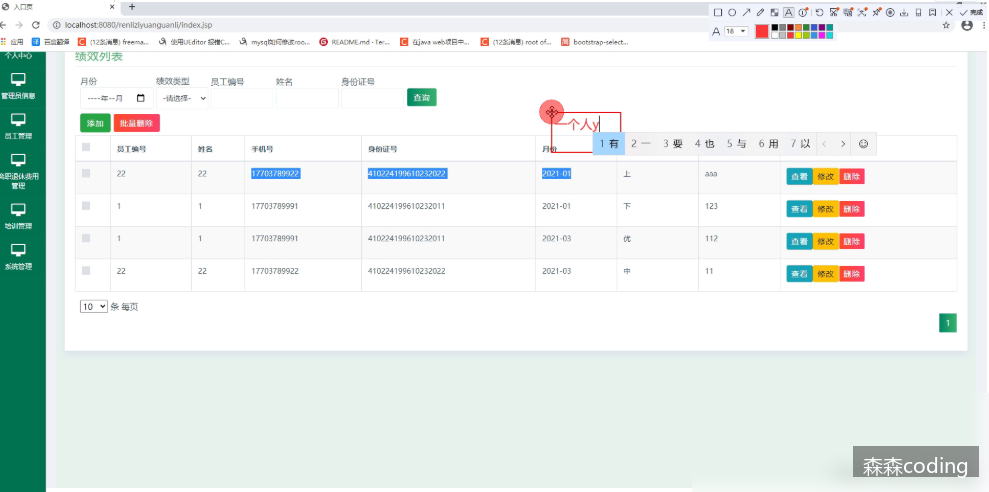 入口页
localhost:8080/renliziyuanguanli/index.jsp
完成
A 18
应用 百度翻译 (12条消息) freema... 使用UEditor 报错C... mysql如何修改roo... README.md · Ter... 在java web项目中... (12条消息) root of... bootstrap-select...
个人中心
管理员信息
员工管理
离职退休费用
管理
培训管理
系统管理
绩效列表
月份 绩效类型 员工编号 姓名 身份证号
----年--月 -请选择- 查询
添加 批量删除
一个人y
1 有 2 一 3 要 4 也 5 与 6 用 7 以
员工编号 姓名 手机号 身份证号 月份
22 22 17703789922 410224199610232022 2021-01 上 aaa 查看 修改 删除
1 1 17703789991 410224199610232011 2021-01 下 123 查看 修改 删除
1 1 17703789991 410224199610232011 2021-03 优 112 查看 修改 删除
22 22 17703789922 410224199610232022 2021-03 中 11 查看 修改 删除
10 条 每页
1
森森coding